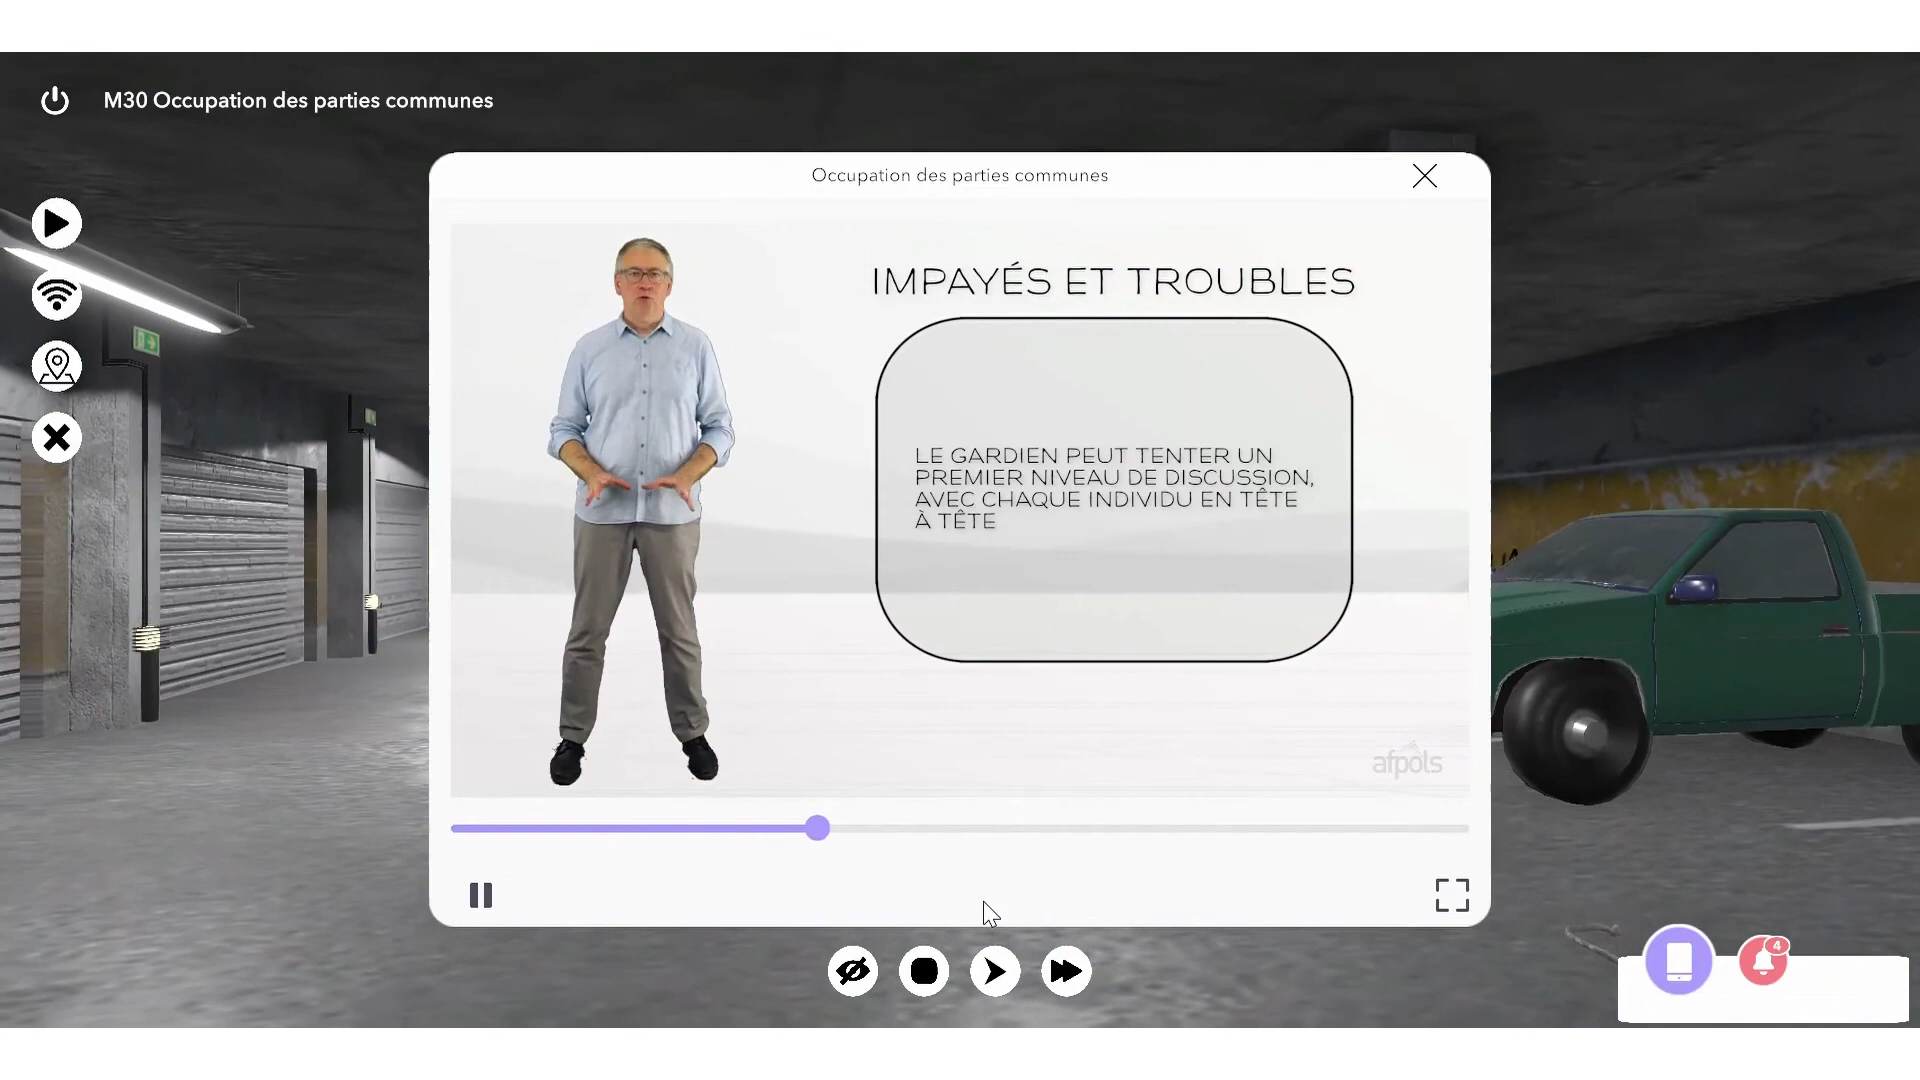 M30 Occupation des parties communes
Occupation des parties communes
IMPAYÉS ET TROUBLES
LE GARDIEN PEUT TENTER UN
PREMIER NIVEAU DE DISCUSSION,
AVEC CHAQUE INDIVIDU EN TÊTE
À TÊTE
afpols
4